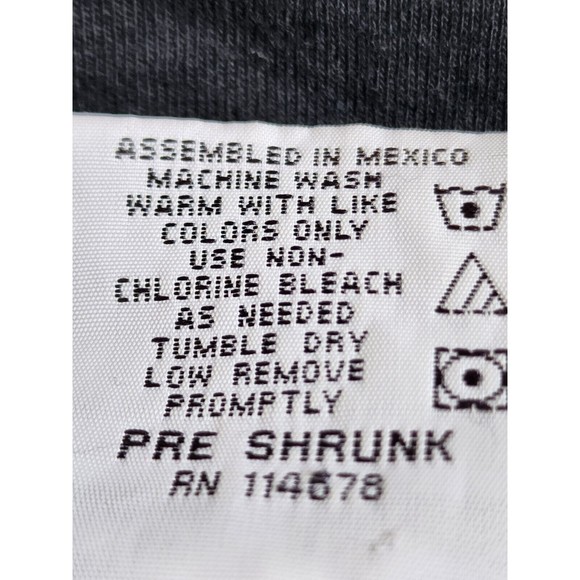 ASSEMBLED IN MEXICO
MACHINE WASH
WARM WITH LIKE
COLORS ONLY
USE NON-
CHLORINE BLEACH
AS NEEDED
TUMBLE DRY
LOW REMOVE
PROMPTLY
PRE SHRUNK
RN 114678